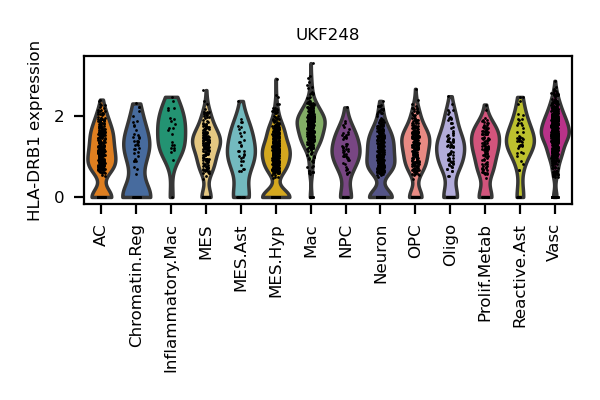 UKF248
HLA-DRB1 expression
2
0
AC
Chromatin.Reg
Inflammatory.Mac
MES
MES.Ast
MES.Hyp
Mac
NPC
Neuron
OPC
Oligo
Prolif.Metab
Reactive.Ast
Vasc